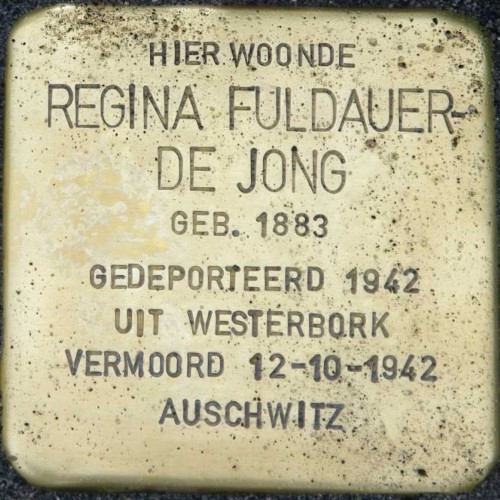 HIER WOONDE
REGINA FULDAUER-
DE JONG
GEB. 1883
GEDEPORTEERD 1942
UIT WESTERBORK
VERMOORD 12-10-1942
AUSCHWITZ